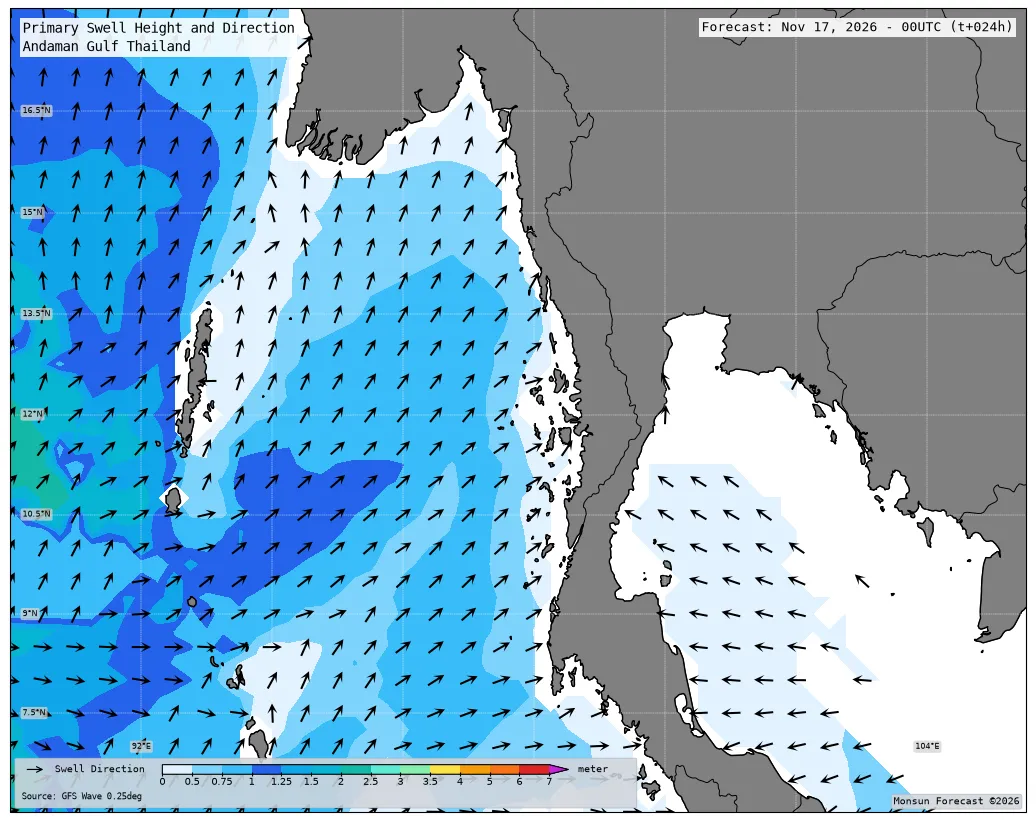 Primary Swell Height and Direction
Andaman Gulf Thailand
Forecast: Nov 17, 2026 - 00UTC (t+024h)
16.5°N
15°N
13.5°N
12°N
10.5°N
9°N
7.5°N
92°E
104°E
Swell Direction
0 0.5 0.75 1.25 1.5 2 2.5 3 3.5 4 5 6 7
meter
Source: GFS Wave 0.25deg
Monsun Forecast ©2026